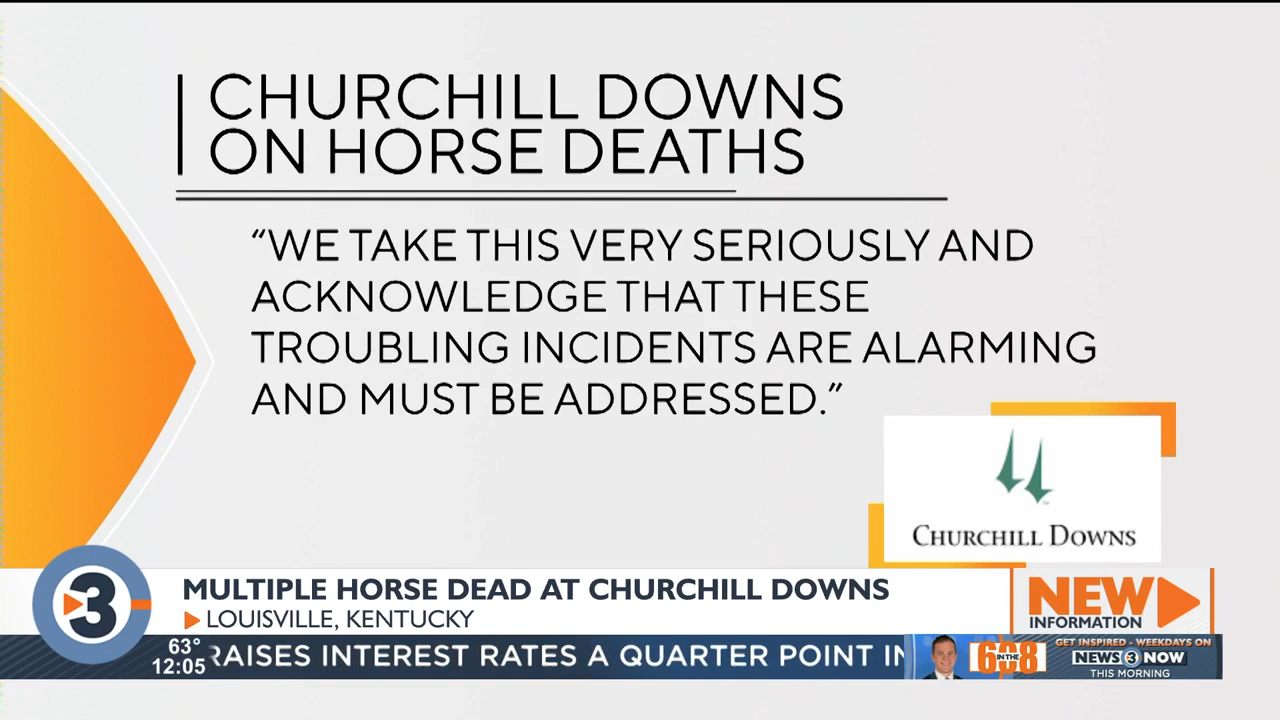 CHURCHILL DOWNS
ON HORSE DEATHS
“WE TAKE THIS VERY SERIOUSLY AND
ACKNOWLEDGE THAT THESE
TROUBLING INCIDENTS ARE ALARMING
AND MUST BE ADDRESSED.”
CHURCHILL DOWNS
3
MULTIPLE HORSE DEAD AT CHURCHILL DOWNS
LOUISVILLE, KENTUCKY
NEW
INFORMATION
63°
12:05
RAISES INTEREST RATES A QUARTER POINT IN
IN THE 608
GET INSPIRED - WEEKDAYS ON
NEWS 3 NOW
THIS MORNING